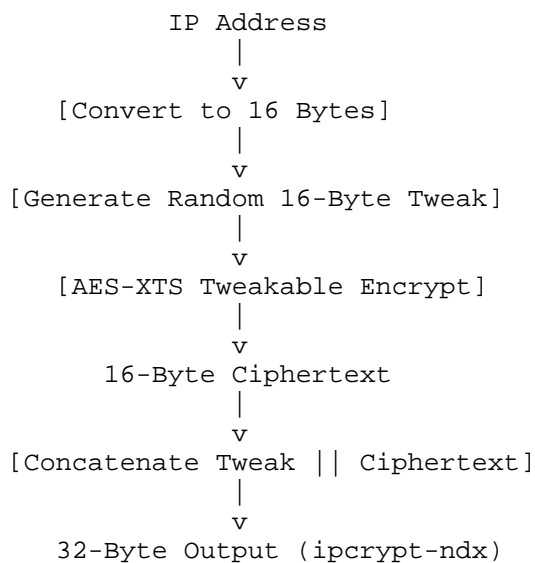 IP Address
|
v
[Convert to 16 Bytes]
|
v
[Generate Random 16-Byte Tweak]
|
v
[AES-XTS Tweakable Encrypt]
|
v
16-Byte Ciphertext
|
v
[Concatenate Tweak || Ciphertext]
|
v
32-Byte Output (ipcrypt-ndx)